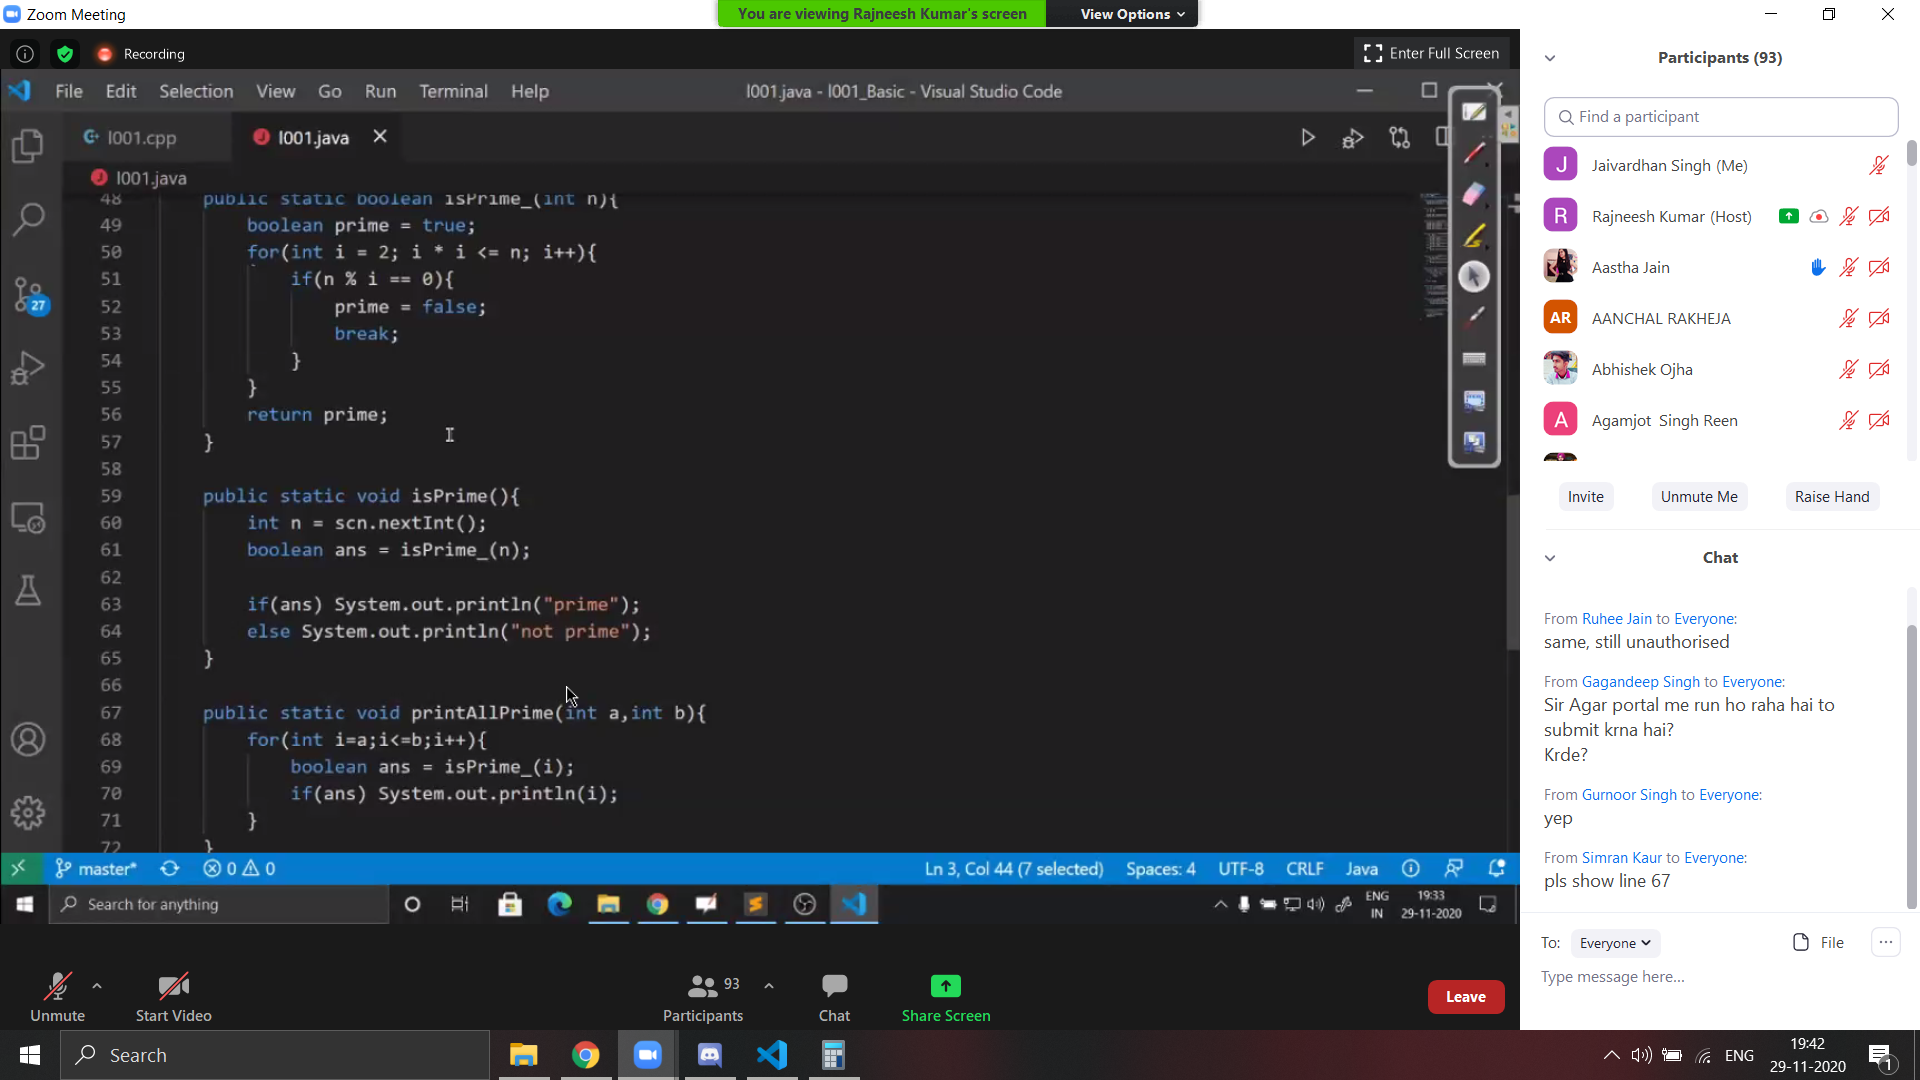 Zoom Meeting
You are viewing Rajneesh Kumar's screen
View Options
Recording
Enter Full Screen
File Edit Selection View Go Run Terminal Help
l001.java - l001_Basic - Visual Studio Code
l001.cpp
l001.java
l001.java
48 public static boolean isPrime_(int n){
49 boolean prime = true;
50 for(int i = 2; i * i <= n; i++){
51 if(n % i == 0){
52 prime = false;
53 break;
54 }
55 }
56 return prime;
57 }
58
59 public static void isPrime(){
60 int n = scn.nextInt();
61 boolean ans = isPrime_(n);
62
63 if(ans) System.out.println("prime");
64 else System.out.println("not prime");
65 }
66
67 public static void printAllPrime(int a,int b){
68 for(int i=a;i<=b;i++){
69 boolean ans = isPrime_(i);
70 if(ans) System.out.println(i);
71 }
72 }
27
master* 0 0
Ln 3, Col 44 (7 selected) Spaces: 4 UTF-8 CRLF Java
Search for anything
ENG
IN
19:33
29-11-2020
Unmute
Start Video
93
Participants
Chat
Share Screen
Leave
Participants (93)
Find a participant
J Jaivardhan Singh (Me)
R Rajneesh Kumar (Host)
Aastha Jain
AR AANCHAL RAKHEJA
Abhishek Ojha
A Agamjot Singh Reen
Invite
Unmute Me
Raise Hand
Chat
From Ruhee Jain to Everyone:
same, still unauthorised
From Gagandeep Singh to Everyone:
Sir Agar portal me run ho raha hai to
submit krna hai?
Krde?
From Gurnoor Singh to Everyone:
yep
From Simran Kaur to Everyone:
pls show line 67
To: Everyone
File
Type message here...
Search
ENG
19:42
29-11-2020
1